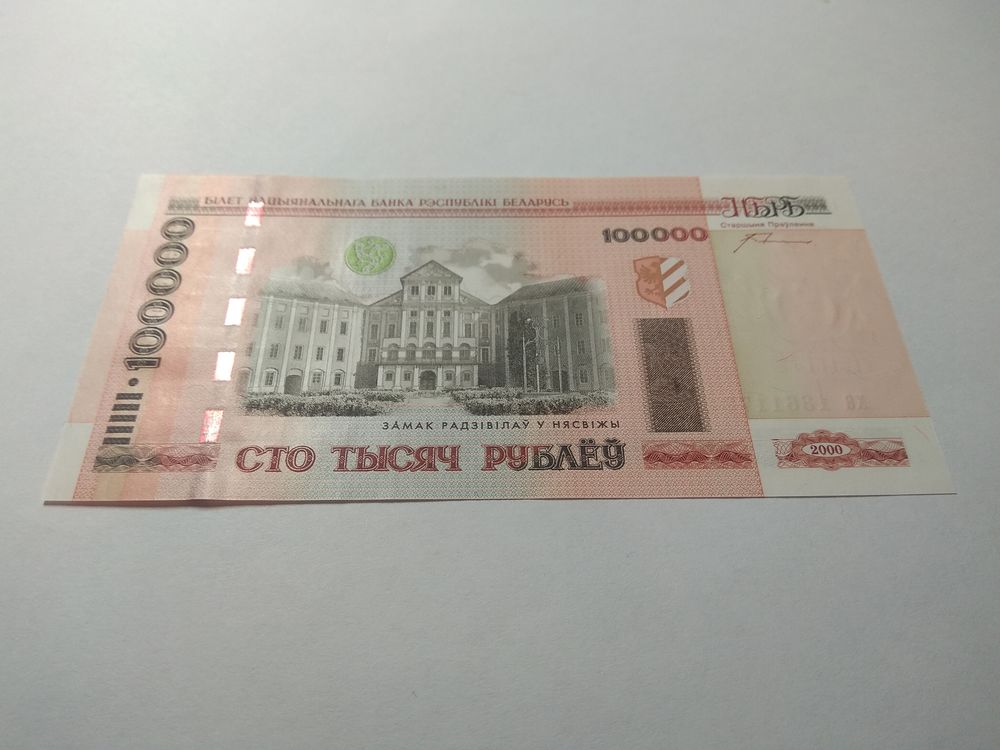 БІЛЕТ НАЦЫЯНАЛЬНАГА БАНКА РЭСПУБЛІКІ БЕЛАРУСЬ
НБРБ
Старшыня Праўлення
100000
100000
ЗАМАК РАДЗІВІЛАЎ У НЯСВІЖЫ
СТО ТЫСЯЧ РУБЛЁЎ
2000